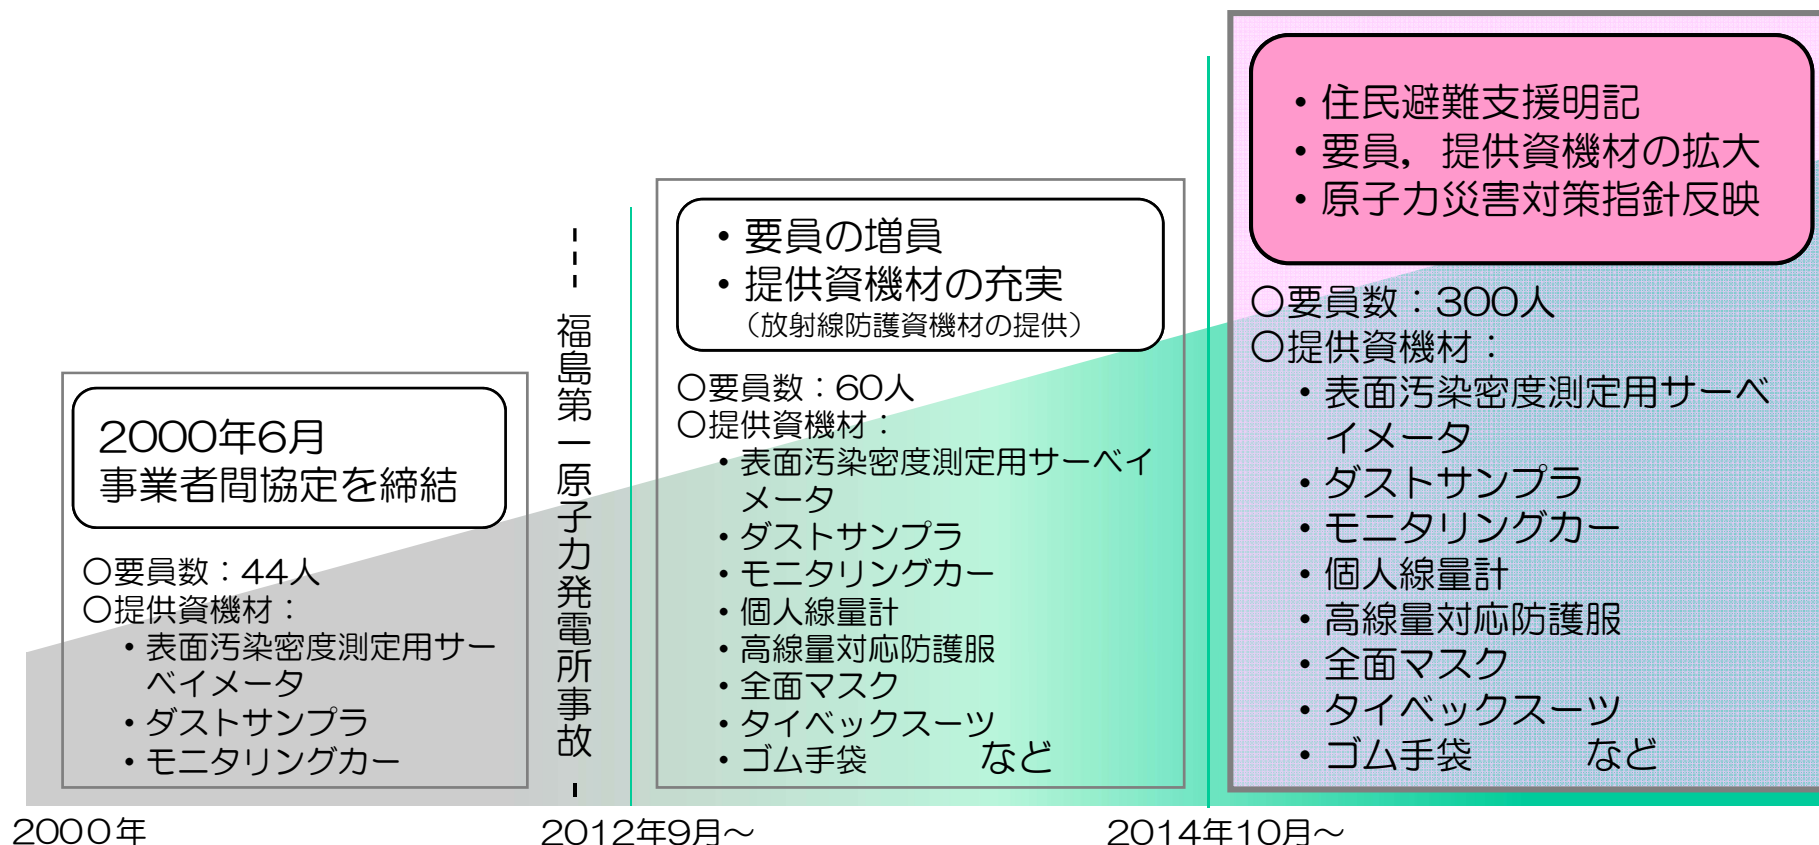 2000年6月
事業者間協定を締結
〇要員数：44人
〇提供資機材：
・表面汚染密度測定用サー
ベイメータ
・ダストサンプラ
・モニタリングカー
福島第一原子力発電所事故
・要員の増員
・提供資機材の充実
（放射線防護資機材の提供）
〇要員数：60人
〇提供資機材：
・表面汚染密度測定用サーベイ
メータ
・ダストサンプラ
・モニタリングカー
・個人線量計
・高線量対応防護服
・全面マスク
・タイベックスーツ
・ゴム手袋 など
・住民避難支援明記
・要員，提供資機材の拡大
・原子力災害対策指針反映
〇要員数：300人
〇提供資機材：
・表面汚染密度測定用サーベ
イメータ
・ダストサンプラ
・モニタリングカー
・個人線量計
・高線量対応防護服
・全面マスク
・タイベックスーツ
・ゴム手袋 など
2000年
2012年9月～
2014年10月～